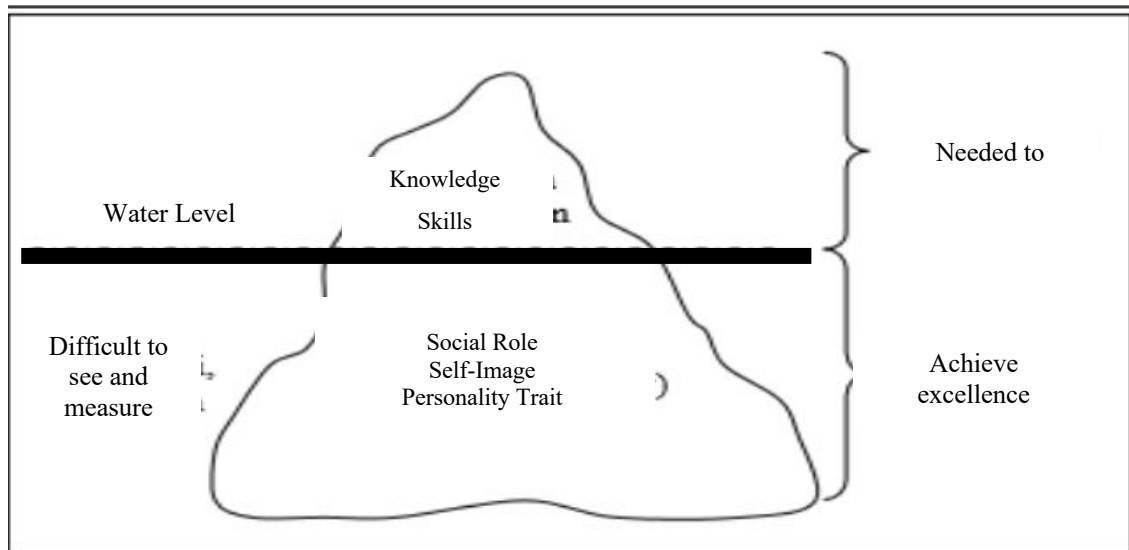 Needed to
Knowledge
Water Level
Skills
Difficult to
see and
measure
Social Role
Self-Image
Personality Trait
Achieve
excellence